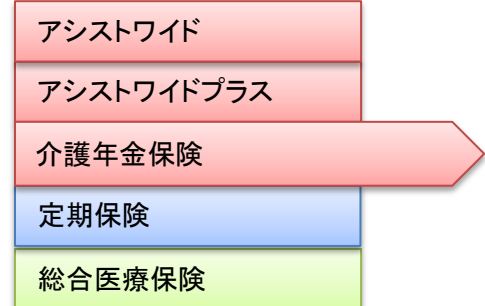 アシストワイド
アシストワイドプラス
介護年金保険
定期保険
総合医療保険